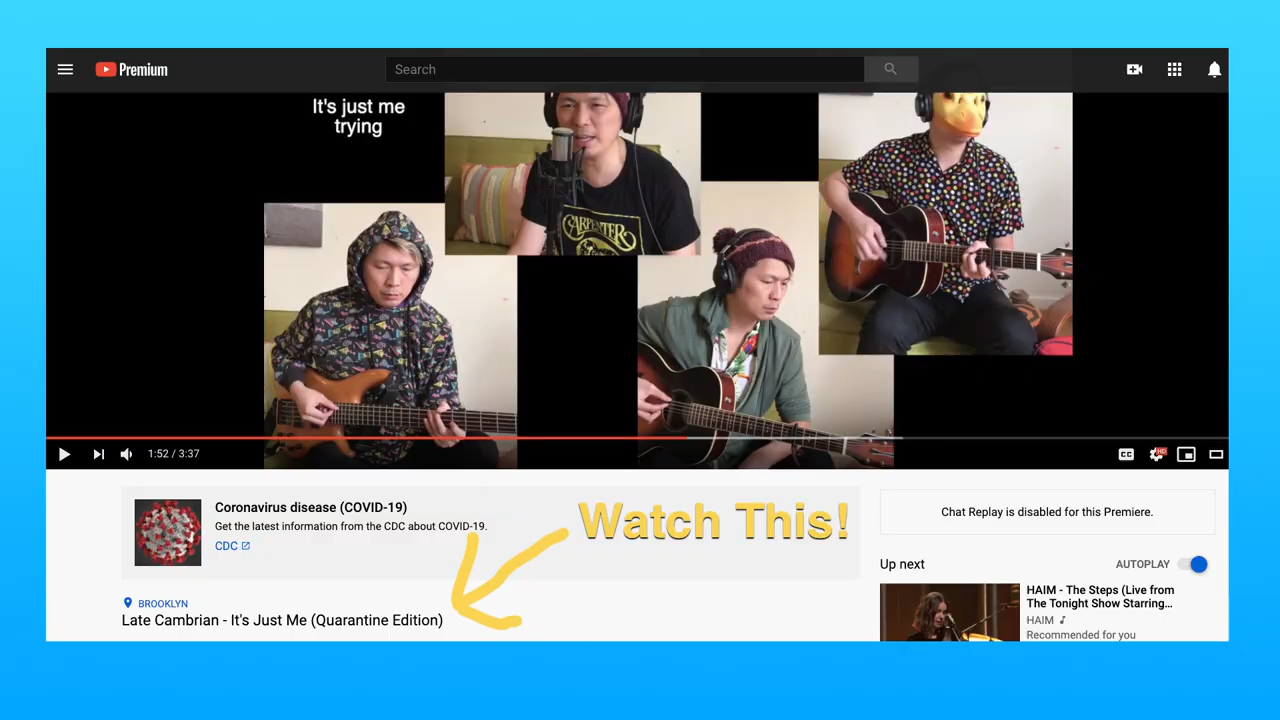 Premium
Search
It's just me
trying
CARPENTER
1:52 / 3:37
CC
HD
Coronavirus disease (COVID-19)
Get the latest information from the CDC about COVID-19.
CDC
Watch This!
Chat Replay is disabled for this Premiere.
Up next
AUTOPLAY
BROOKLYN
Late Cambrian - It's Just Me (Quarantine Edition)
HAIM - The Steps (Live from
The Tonight Show Starring...
HAIM
Recommended for you